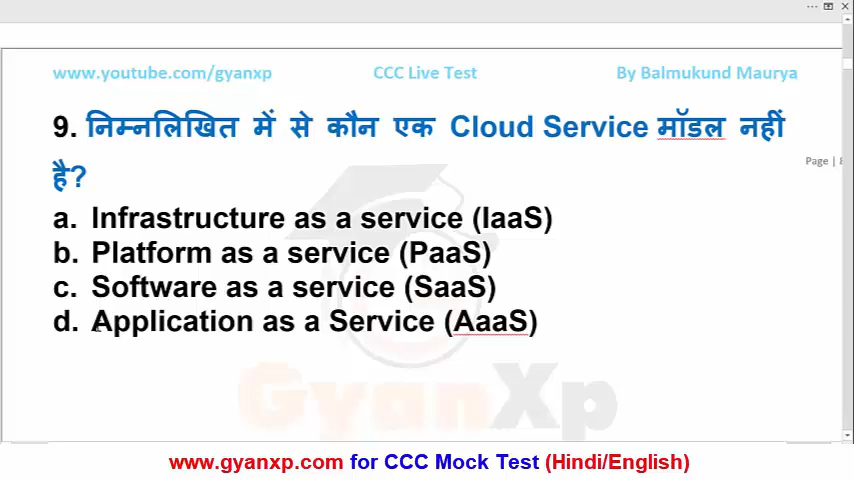 www.youtube.com/gyanxp CCC Live Test By Balmukund Maurya
9. निम्नलिखित में से कौन एक Cloud Service मॉडल नहीं
है?
Page |
a. Infrastructure as a service (IaaS)
b. Platform as a service (PaaS)
c. Software as a service (SaaS)
d. Application as a Service (AaaS)
GyanXp
www.gyanxp.com for CCC Mock Test (Hindi/English)